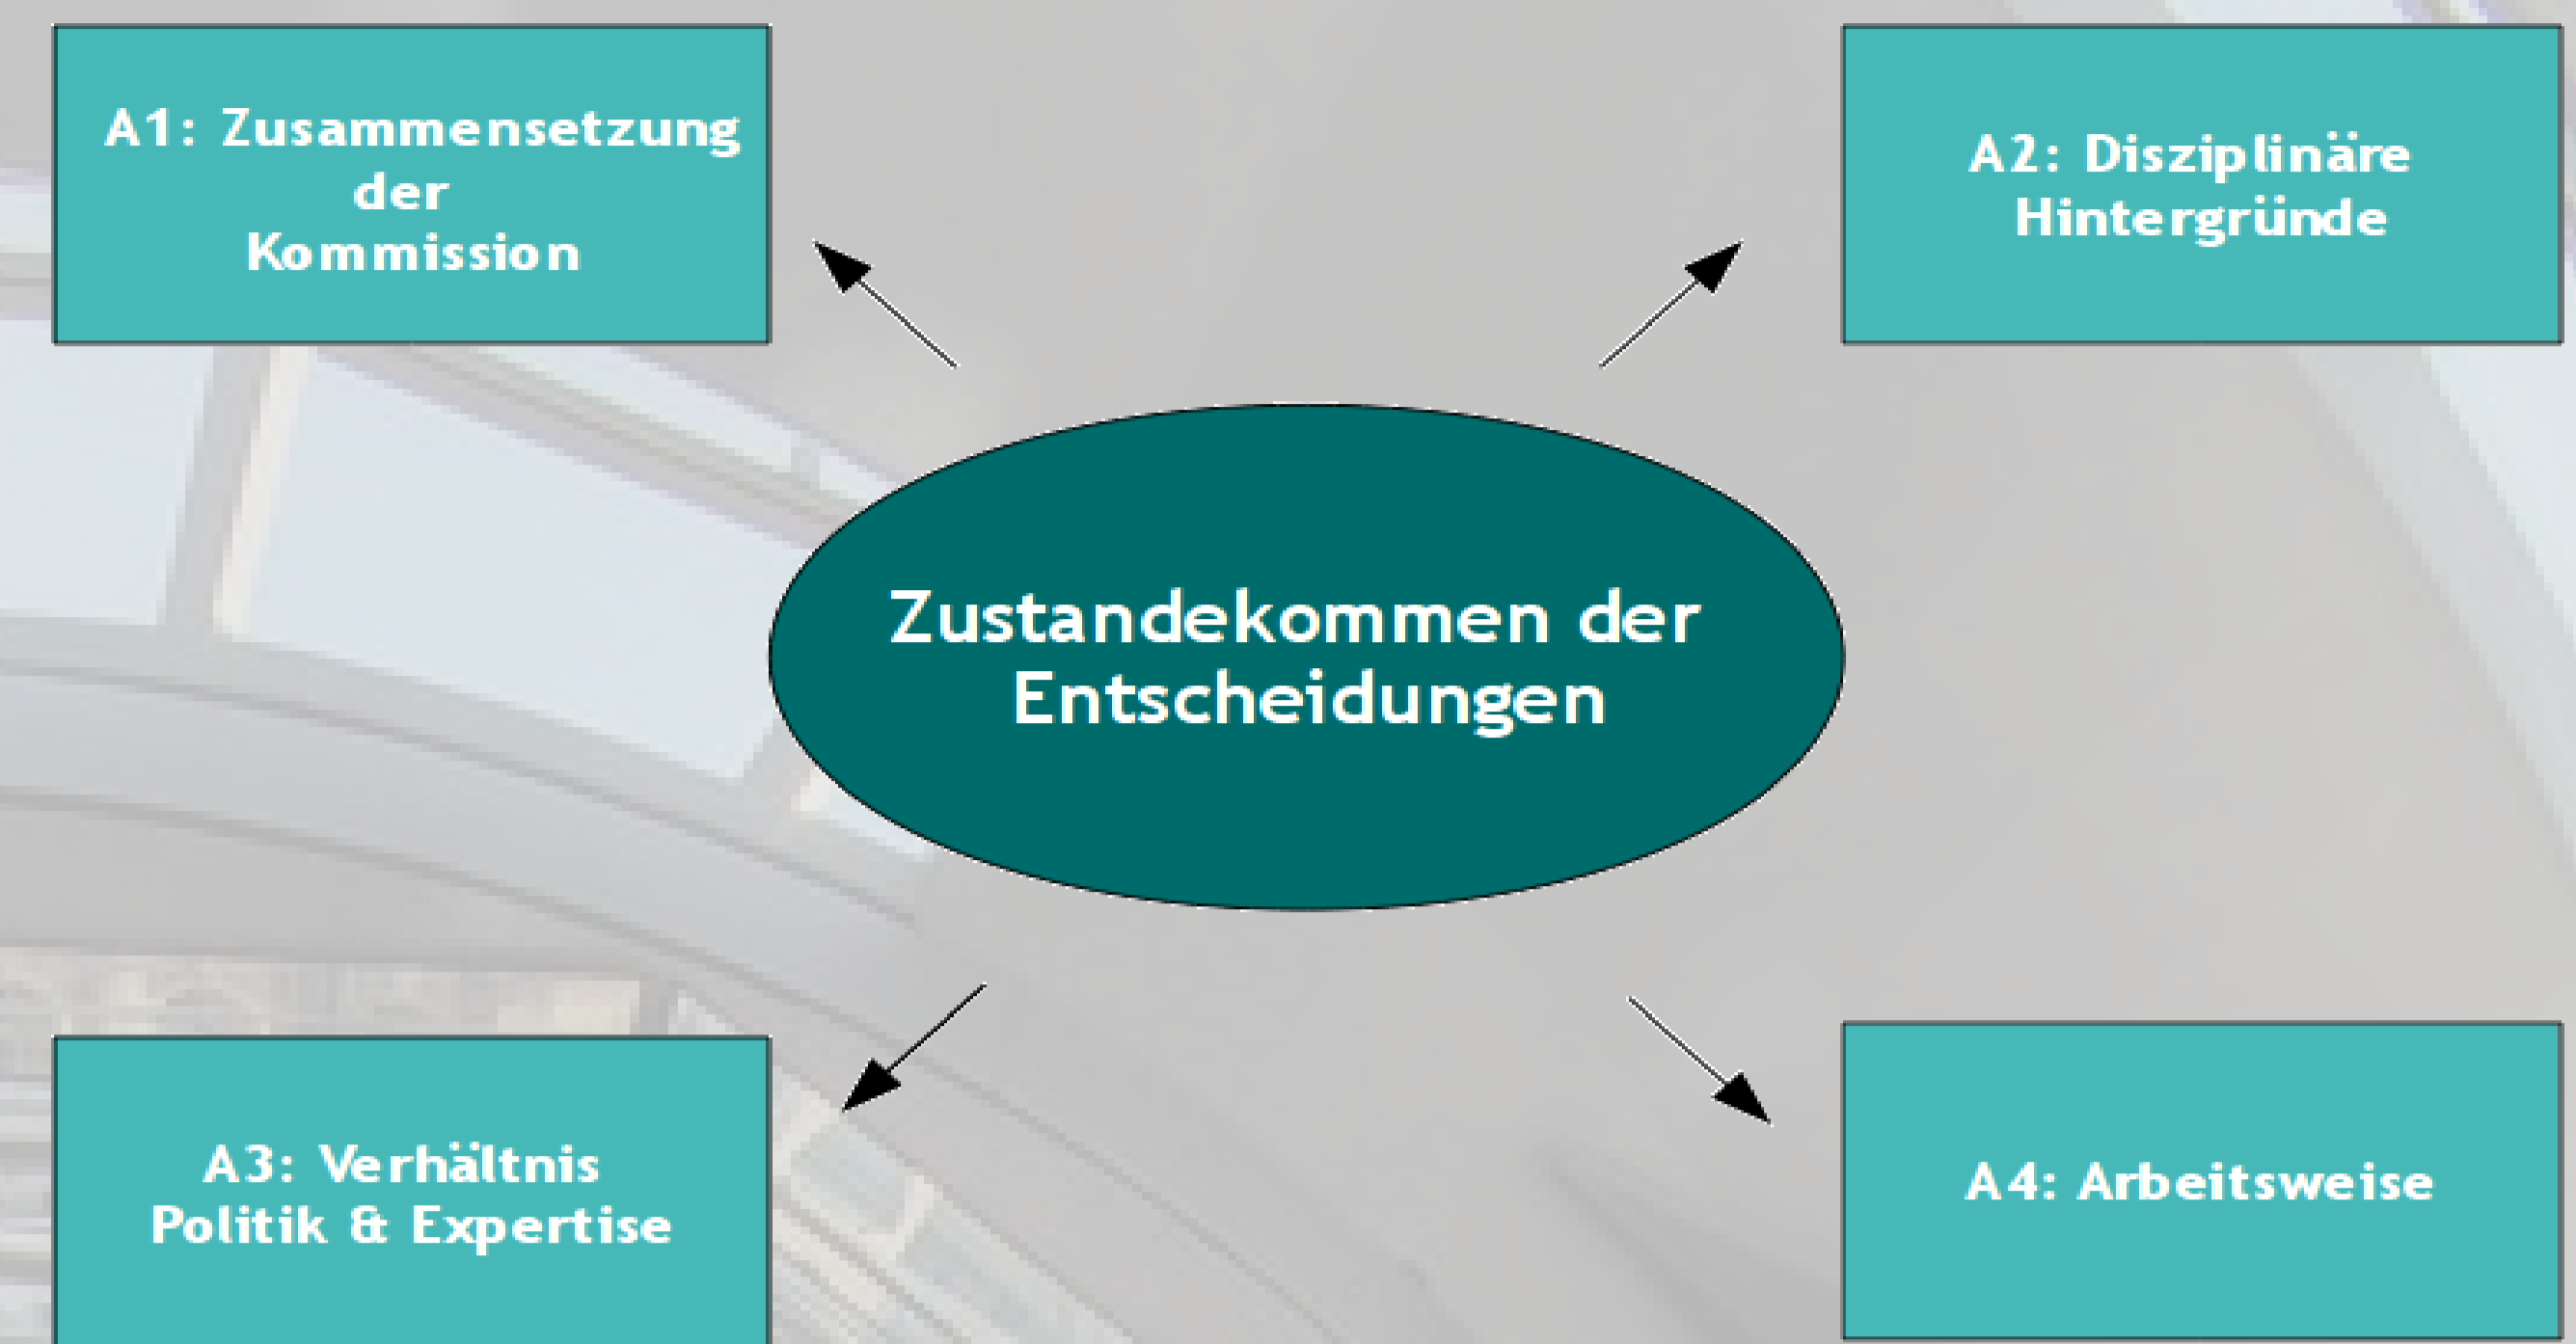 A1: Zusammensetzung
der
Kommission
A2: Disziplinäre
Hintergründe
Zustandekommen der
Entscheidungen
A3: Verhältnis
Politik & Expertise
A4: Arbeitsweise